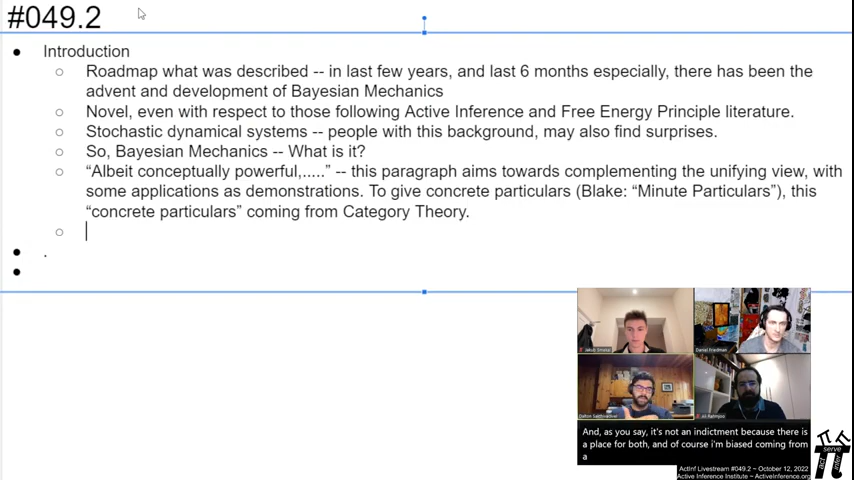 #049.2
Introduction
Roadmap what was described -- in last few years, and last 6 months especially, there has been the
advent and development of Bayesian Mechanics
Novel, even with respect to those following Active Inference and Free Energy Principle literature.
Stochastic dynamical systems -- people with this background, may also find surprises.
So, Bayesian Mechanics -- What is it?
“Albeit conceptually powerful,.....” -- this paragraph aims towards complementing the unifying view, with
some applications as demonstrations. To give concrete particulars (Blake: “Minute Particulars”), this
“concrete particulars” coming from Category Theory.
.
Daniel Friedman
And, as you say, it's not an indictment because there is
a place for both, and of course i'm biased coming from
a
ActInf Livestream #049.2 ~ October 12, 2022
Active Inference Institute ~ ActiveInference.org
act
serve
infer